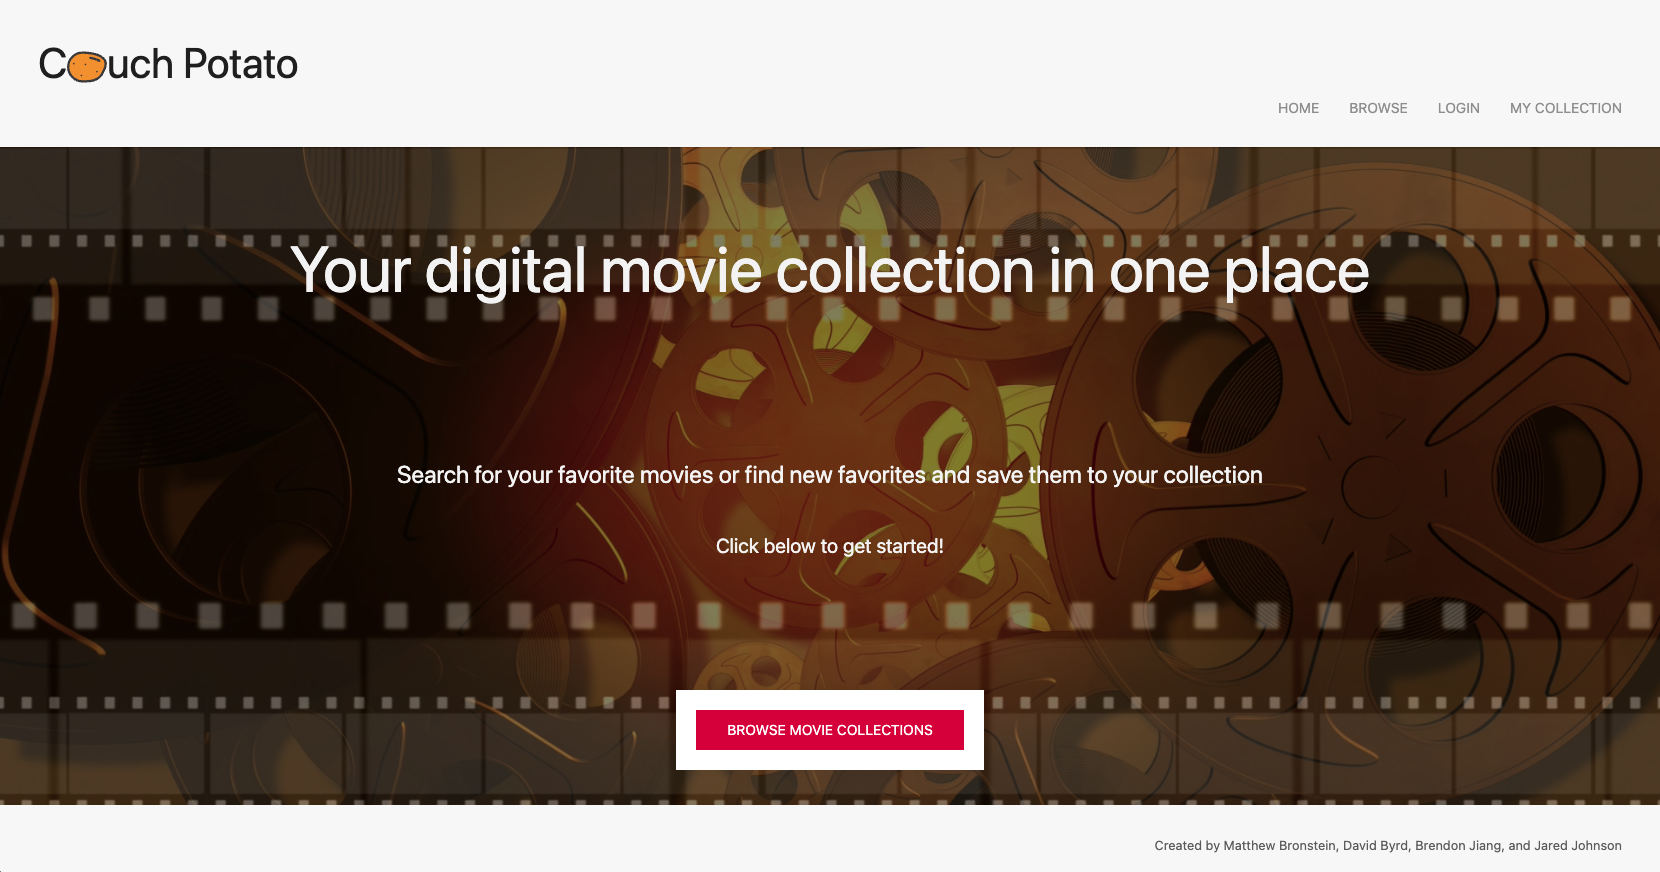 Couch Potato
HOME BROWSE LOGIN MY COLLECTION
Your digital movie collection in one place
Search for your favorite movies or find new favorites and save them to your collection
Click below to get started!
BROWSE MOVIE COLLECTIONS
Created by Matthew Bronstein, David Byrd, Brendon Jiang, and Jared Johnson